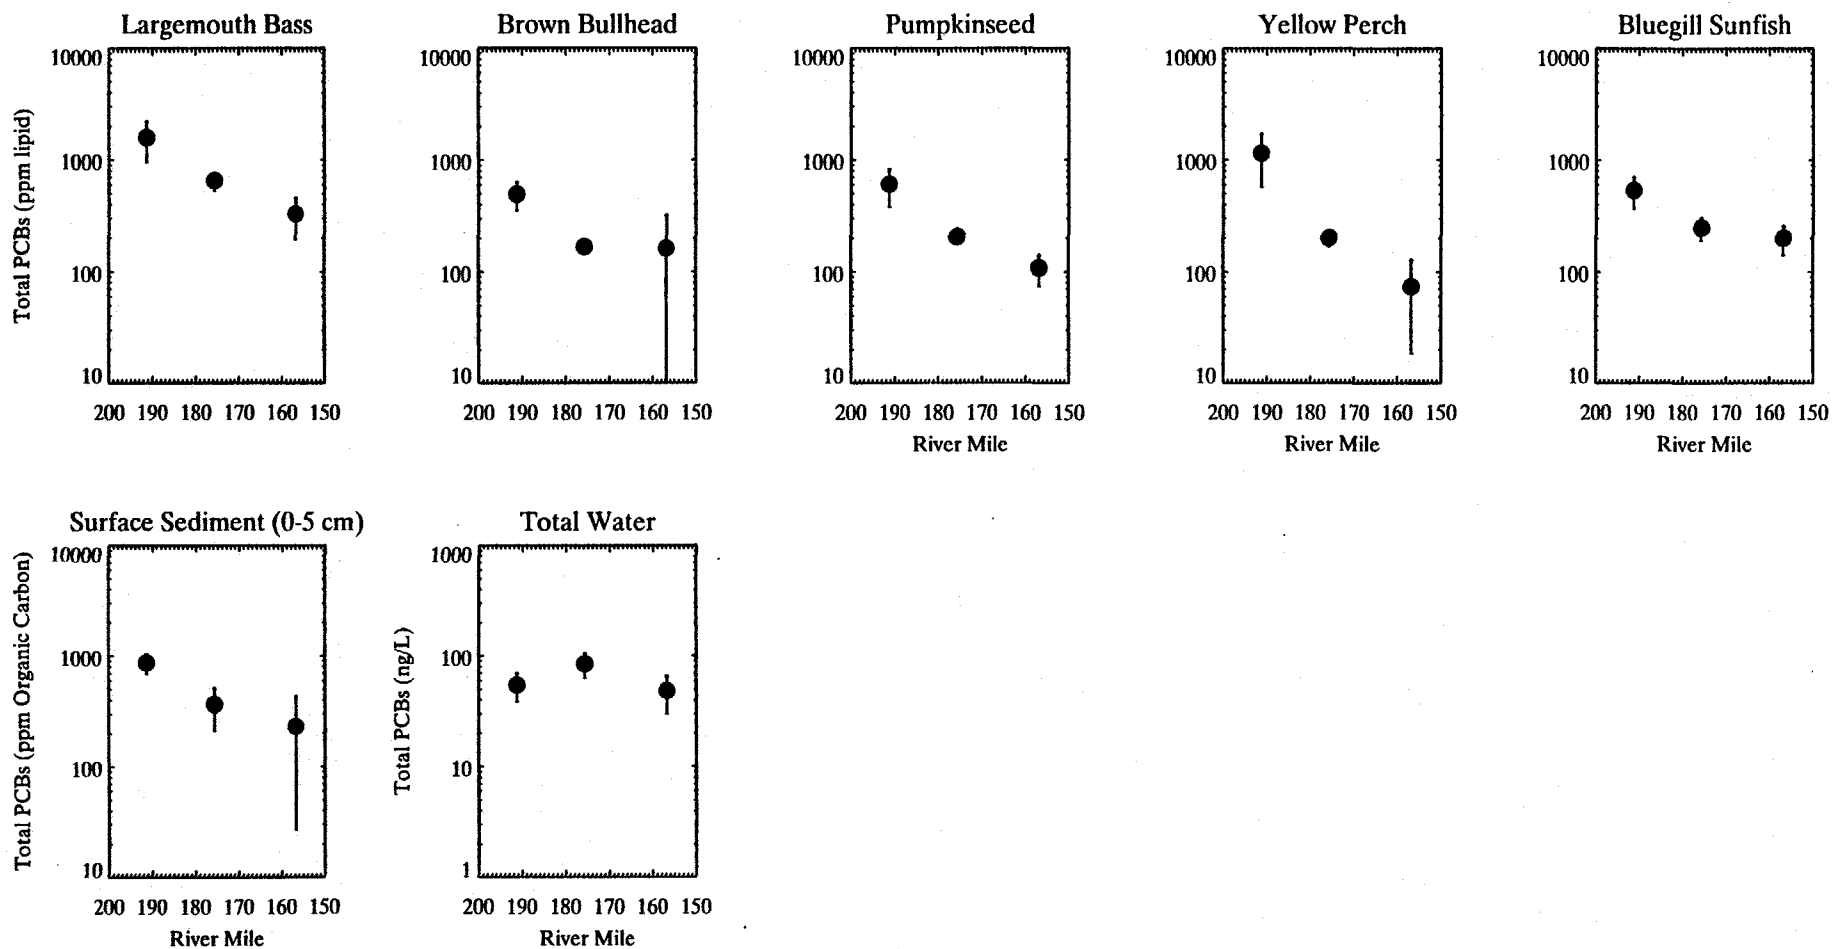 Largemouth Bass
Total PCBs (ppm lipid)
10000
1000
100
10
200 190 180 170 160 150
Brown Bullhead
10000
1000
100
10
200 190 180 170 160 150
Pumpkinseed
10000
1000
100
10
200 190 180 170 160 150
River Mile
Yellow Perch
10000
1000
100
10
200 190 180 170 160 150
River Mile
Bluegill Sunfish
10000
1000
100
10
200 190 180 170 160 150
River Mile
Surface Sediment (0-5 cm)
Total PCBs (ppm Organic Carbon)
10000
1000
100
10
200 190 180 170 160 150
River Mile
Total Water
Total PCBs (ng/L)
1000
100
10
1
200 190 180 170 160 150
River Mile